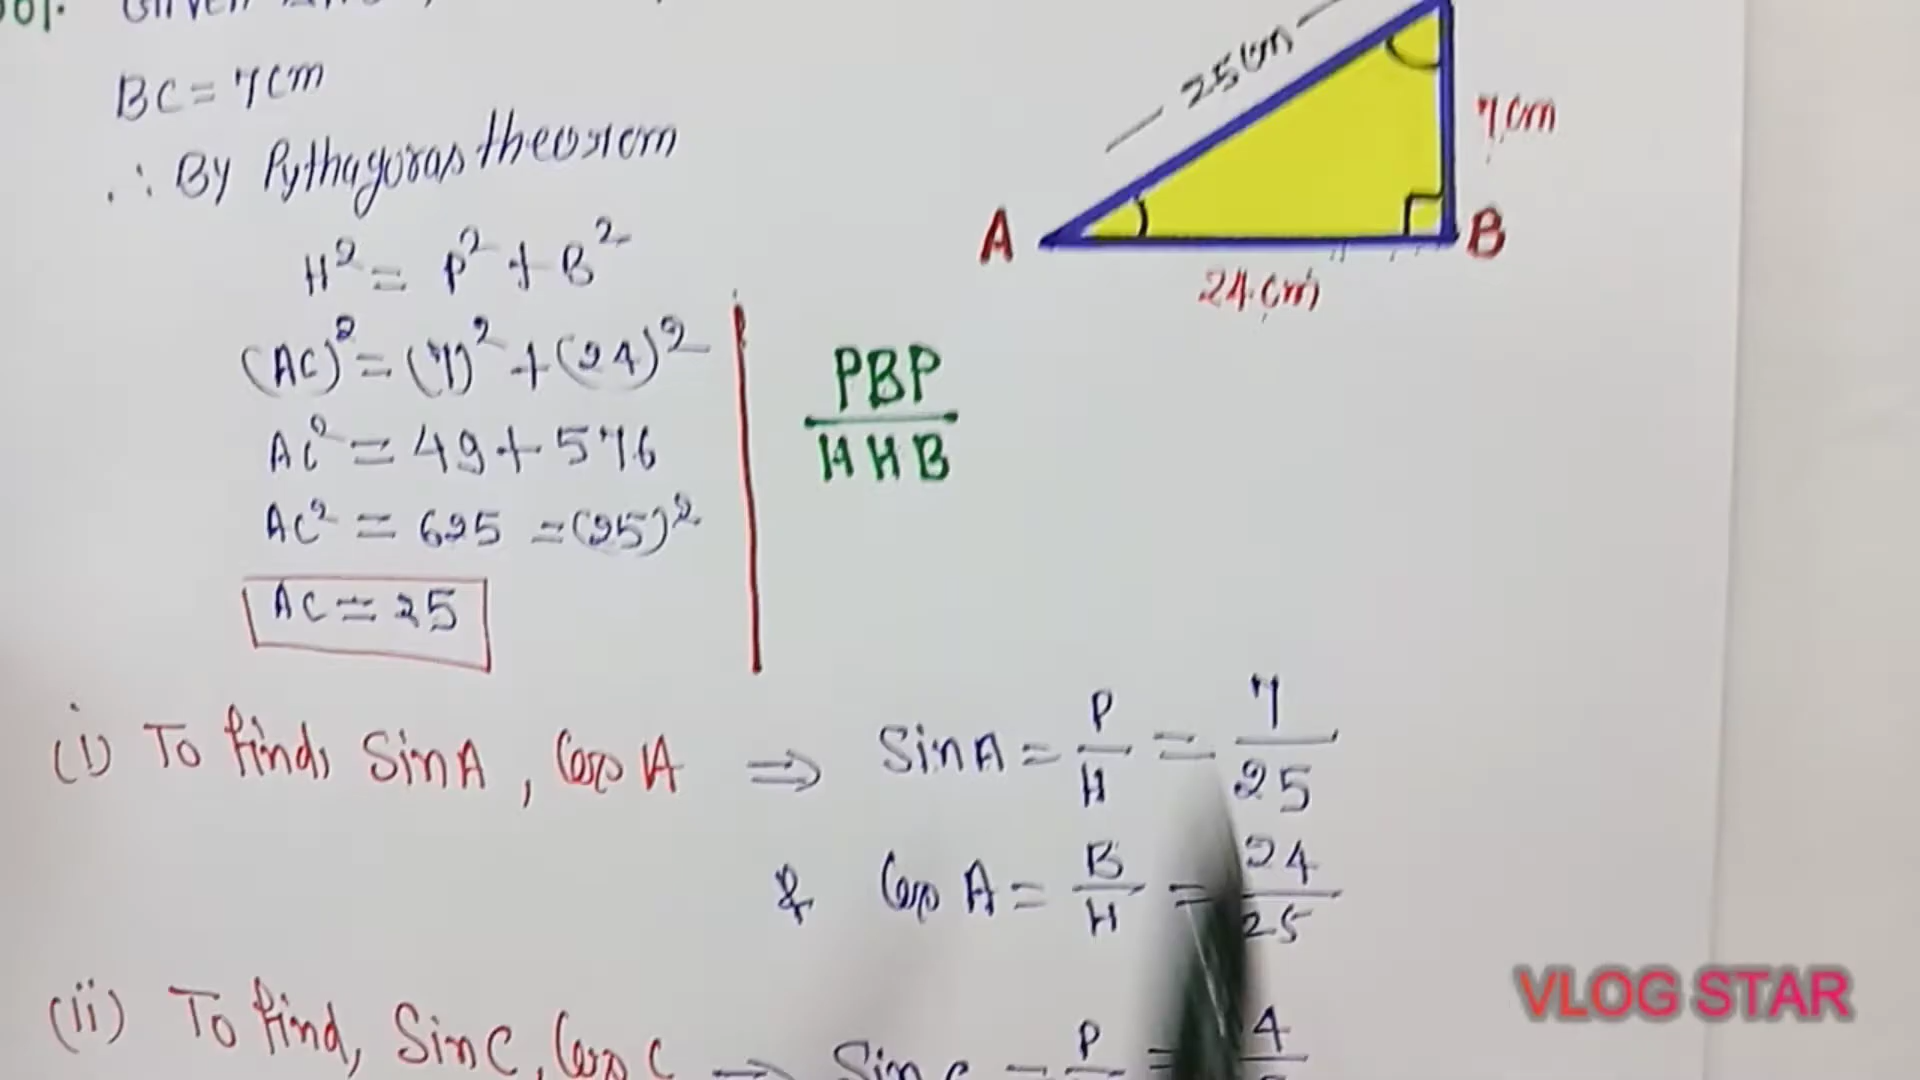 BC = 7cm
∴ By Pythagoras theorem
H² = P² + B²
(AC)² = (7)² + (24)²
AC² = 49 + 576
AC² = 625 = (25)²
AC = 25
25cm
7cm
A
B
24cm
PBP
HHB
(i) To find, Sin A, Cos A ⇒ Sin A = P/H = 7/25
& Cos A = B/H = 24/25
(ii) To find, Sin C, Cos C → Sin C = P
VLOG STAR